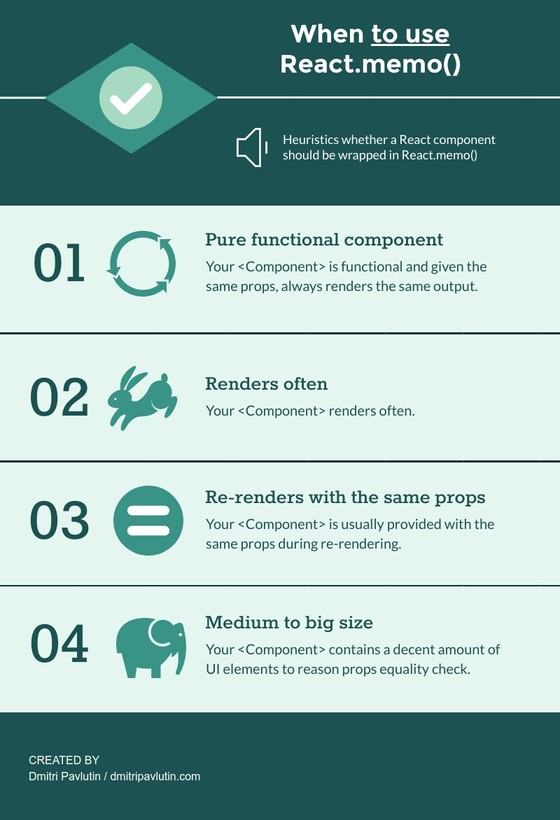 When to use
React.memo()
Heuristics whether a React component
should be wrapped in React.memo()
01
Pure functional component
Your <Component> is functional and given the
same props, always renders the same output.
02
Renders often
Your <Component> renders often.
03
Re-renders with the same props
Your <Component> is usually provided with the
same props during re-rendering.
04
Medium to big size
Your <Component> contains a decent amount of
UI elements to reason props equality check.
CREATED BY
Dmitri Pavlutin / dmitripavlutin.com